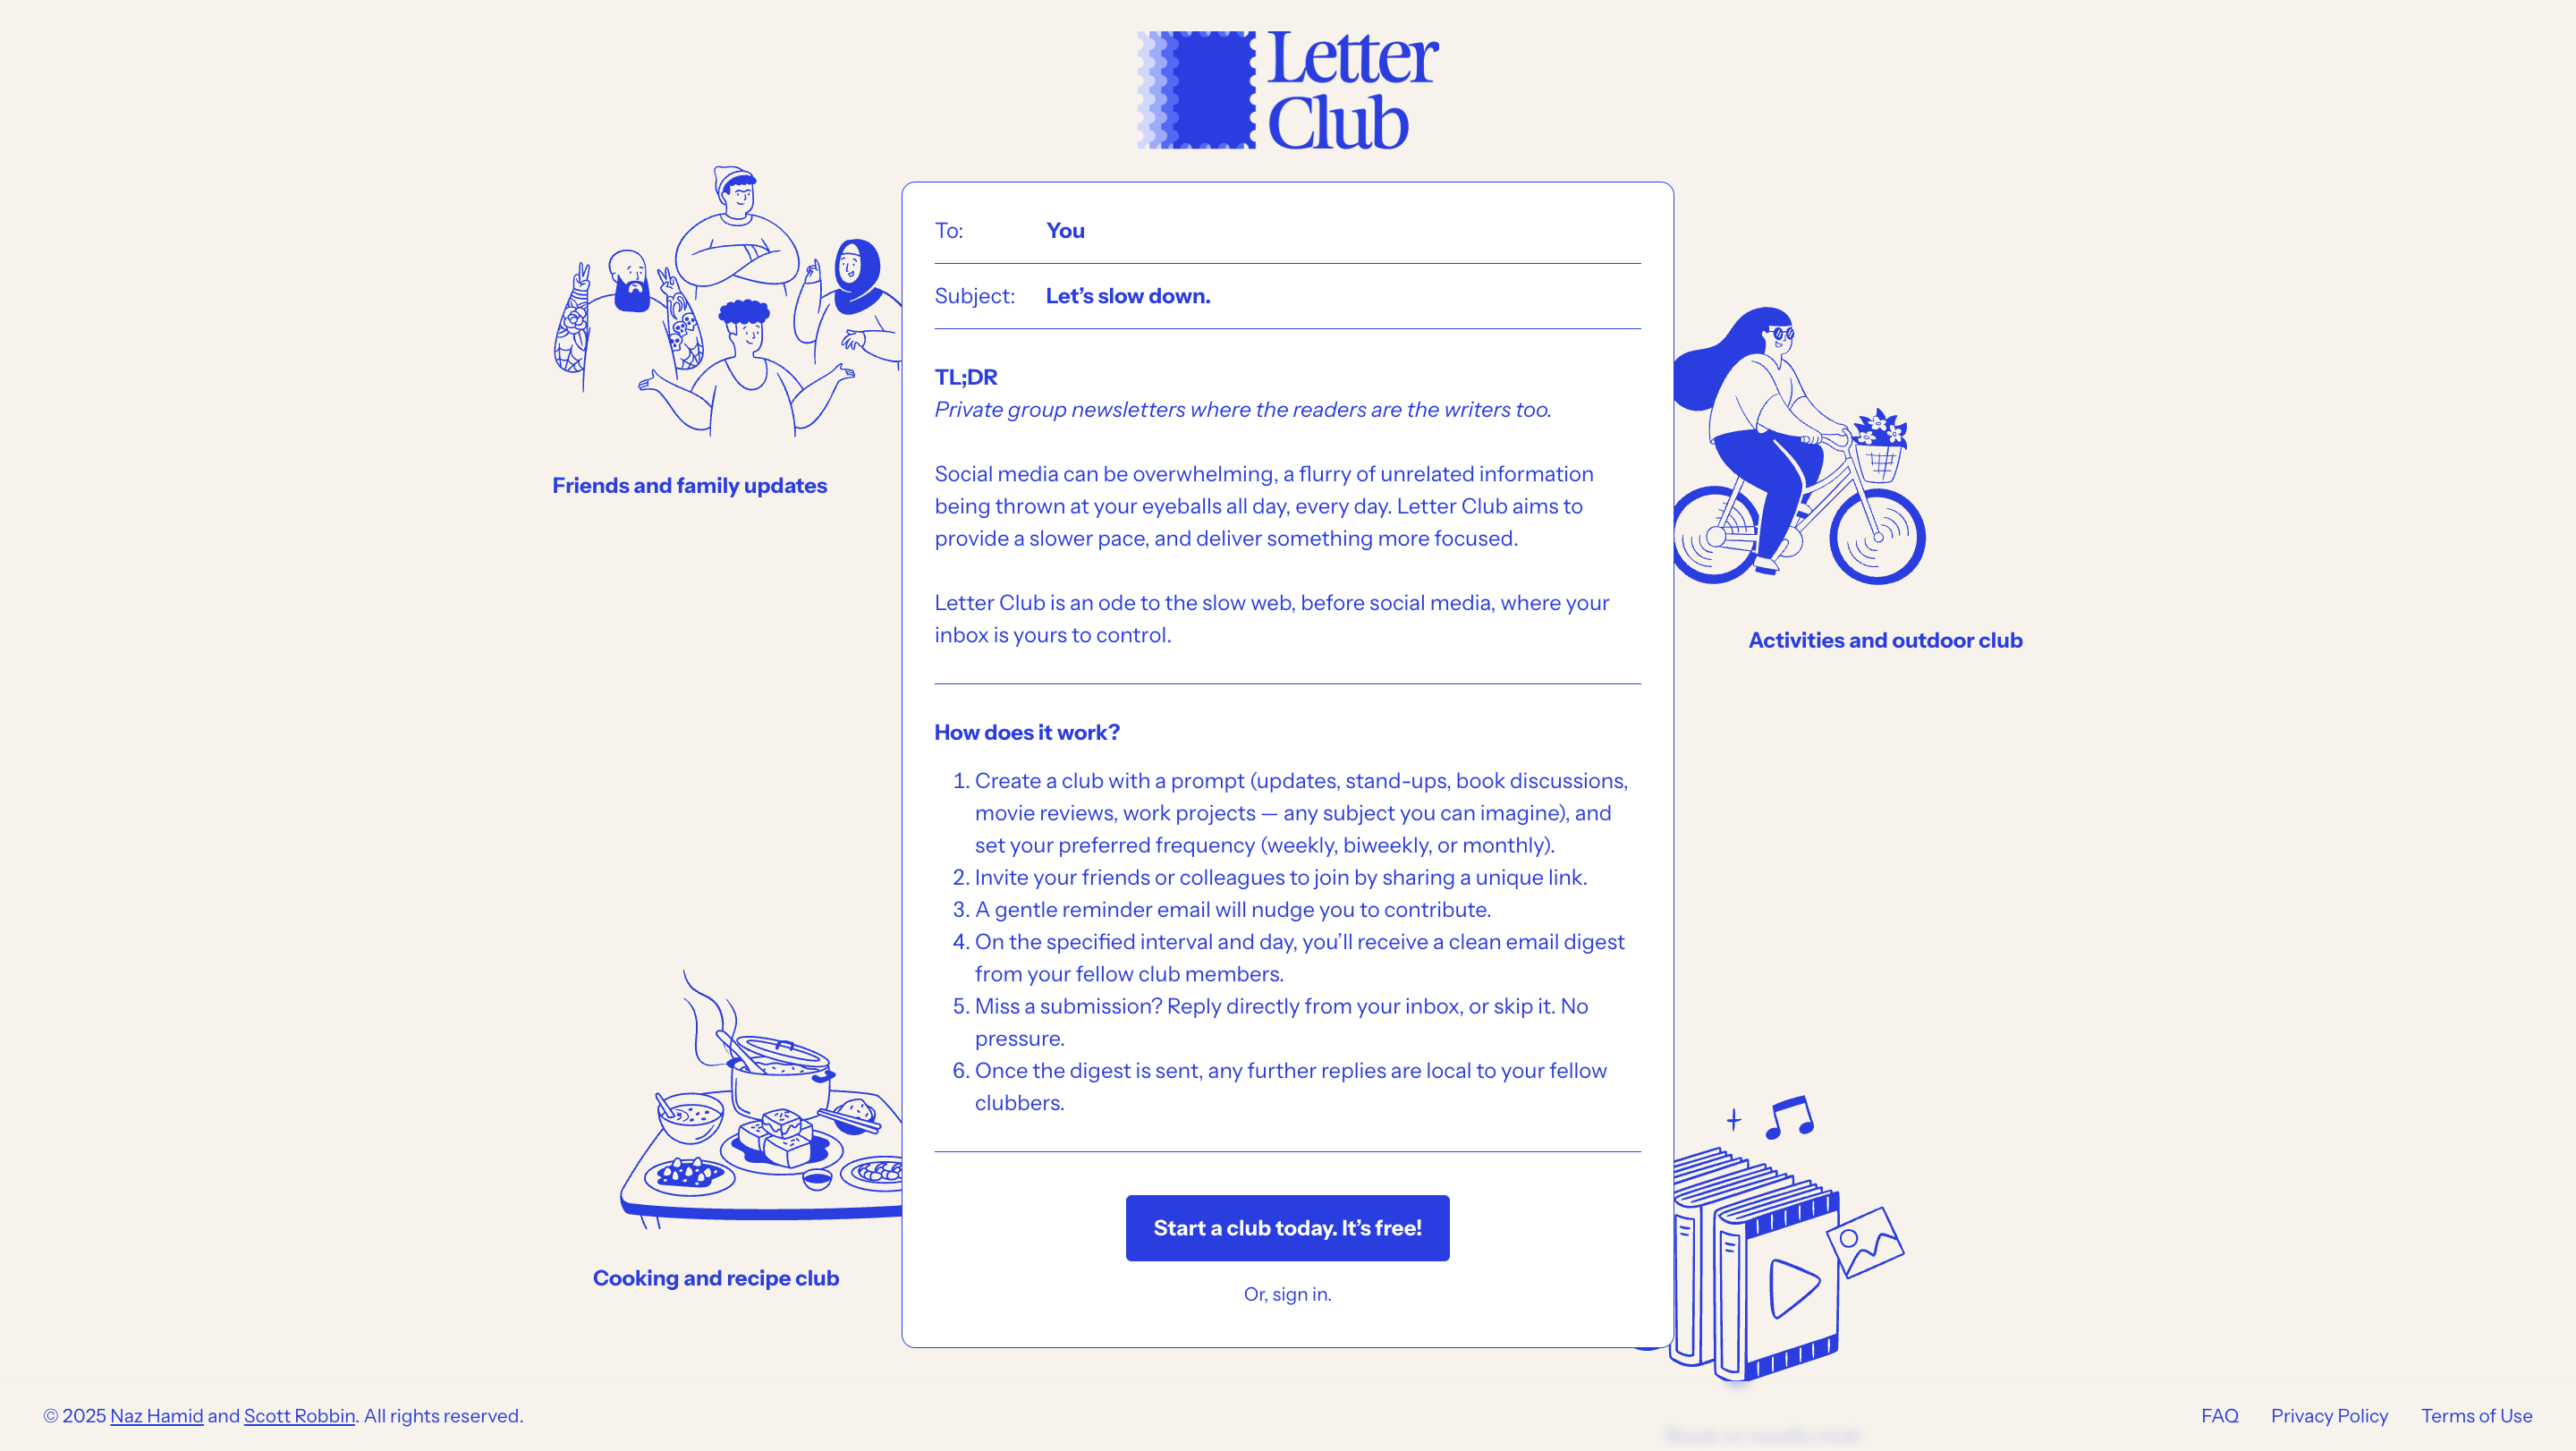 Letter
Club
To: You
Subject: Let’s slow down.
TL;DR
Private group newsletters where the readers are the writers too.
Social media can be overwhelming, a flurry of unrelated information
being thrown at your eyeballs all day, every day. Letter Club aims to
provide a slower pace, and deliver something more focused.
Letter Club is an ode to the slow web, before social media, where your
inbox is yours to control.
How does it work?
1. Create a club with a prompt (updates, stand-ups, book discussions,
movie reviews, work projects — any subject you can imagine), and
set your preferred frequency (weekly, biweekly, or monthly).
2. Invite your friends or colleagues to join by sharing a unique link.
3. A gentle reminder email will nudge you to contribute.
4. On the specified interval and day, you’ll receive a clean email digest
from your fellow club members.
5. Miss a submission? Reply directly from your inbox, or skip it. No
pressure.
6. Once the digest is sent, any further replies are local to your fellow
clubbers.
Start a club today. It’s free!
Or, sign in.
Friends and family updates
Activities and outdoor club
Cooking and recipe club
© 2025 Naz Hamid and Scott Robbin. All rights reserved.
FAQ Privacy Policy Terms of Use